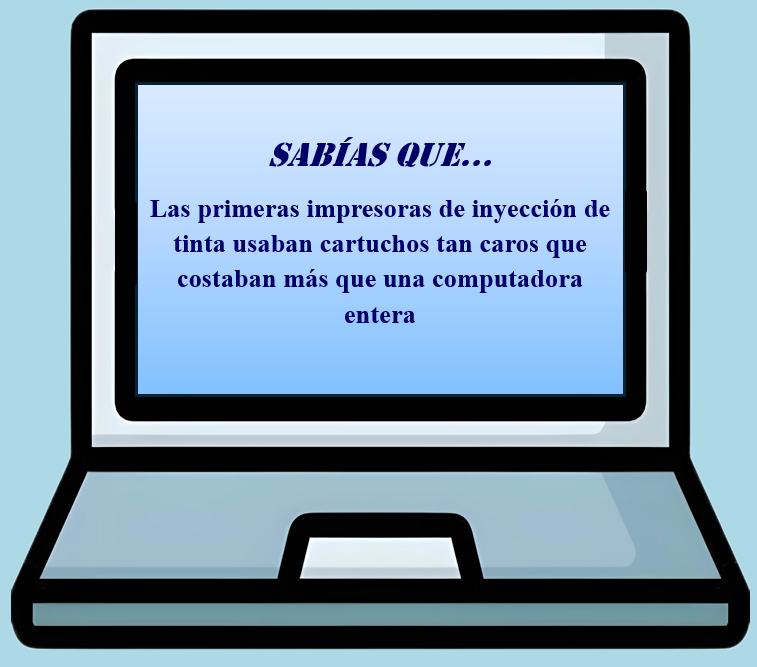 SABÍAS QUE...
Las primeras impresoras de inyección de
tinta usaban cartuchos tan caros que
costaban más que una computadora
entera